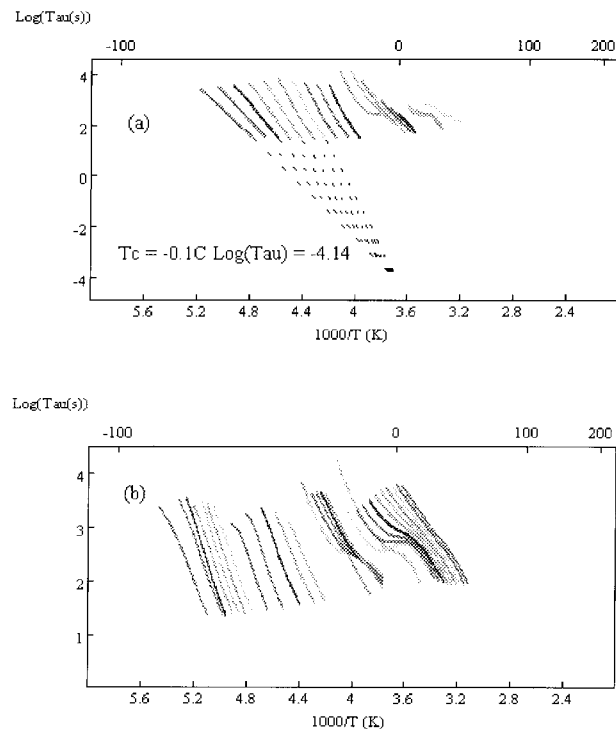 Log(Tau(s))
-100 0 100 200
4
(a)
2
0
-2
Tc = -0.1C Log(Tau) = -4.14
-4
5.6 5.2 4.8 4.4 4 3.6 3.2 2.8 2.4
1000/T (K)
Log(Tau(s))
-100 0 100 200
4
(b)
3
2
1
5.6 5.2 4.8 4.4 4 3.6 3.2 2.8 2.4
1000/T (K)